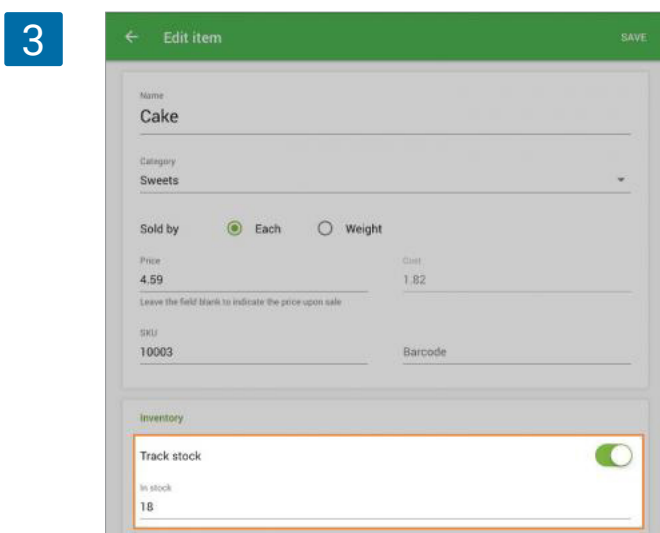 3
Edit item
SAVE
Name
Cake
Category
Sweets
Sold by Each Weight
Price Cost
4.59 1.82
Leave the field blank to indicate the price upon sale
SKU
10003 Barcode
Inventory
Track stock
In stock
18